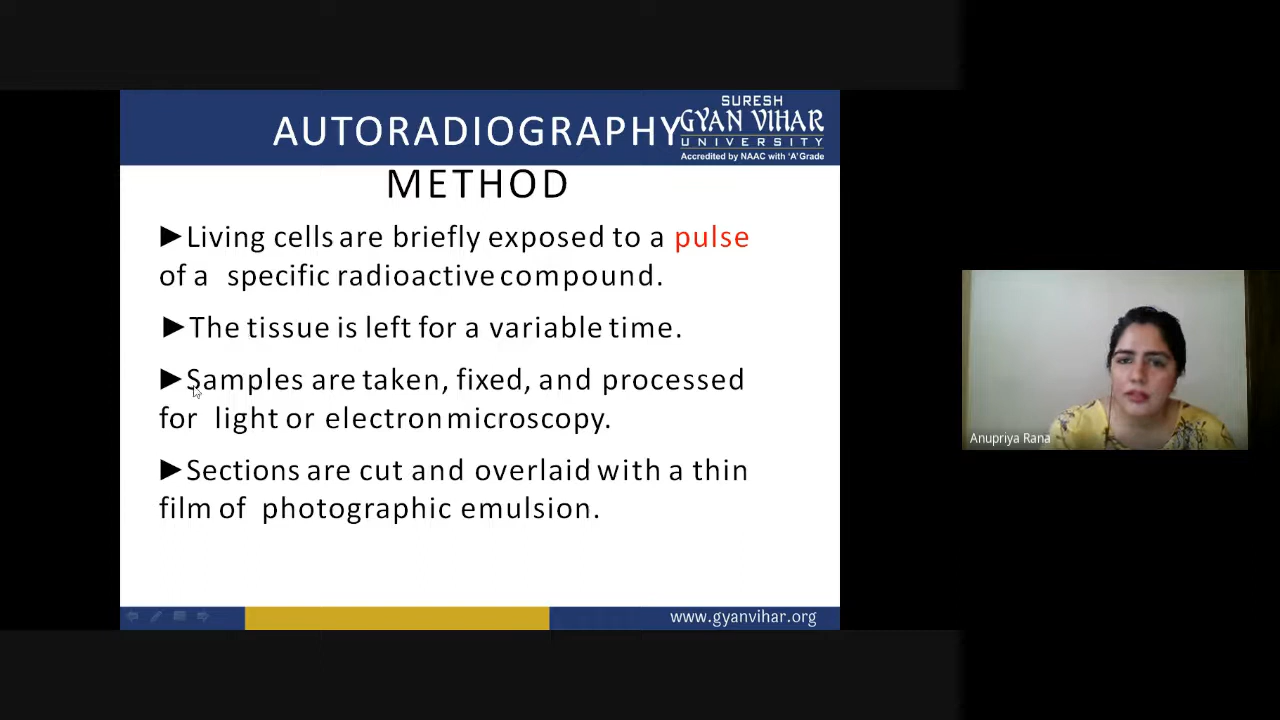 AUTORADIOGRAPHY
METHOD
SURESH
GYAN VIHAR
UNIVERSITY
Accredited by NAAC with 'A' Grade
►Living cells are briefly exposed to a pulse
of a specific radioactive compound.
►The tissue is left for a variable time.
►Samples are taken, fixed, and processed
for light or electron microscopy.
►Sections are cut and overlaid with a thin
film of photographic emulsion.
www.gyanvihar.org
Anupriya Rana